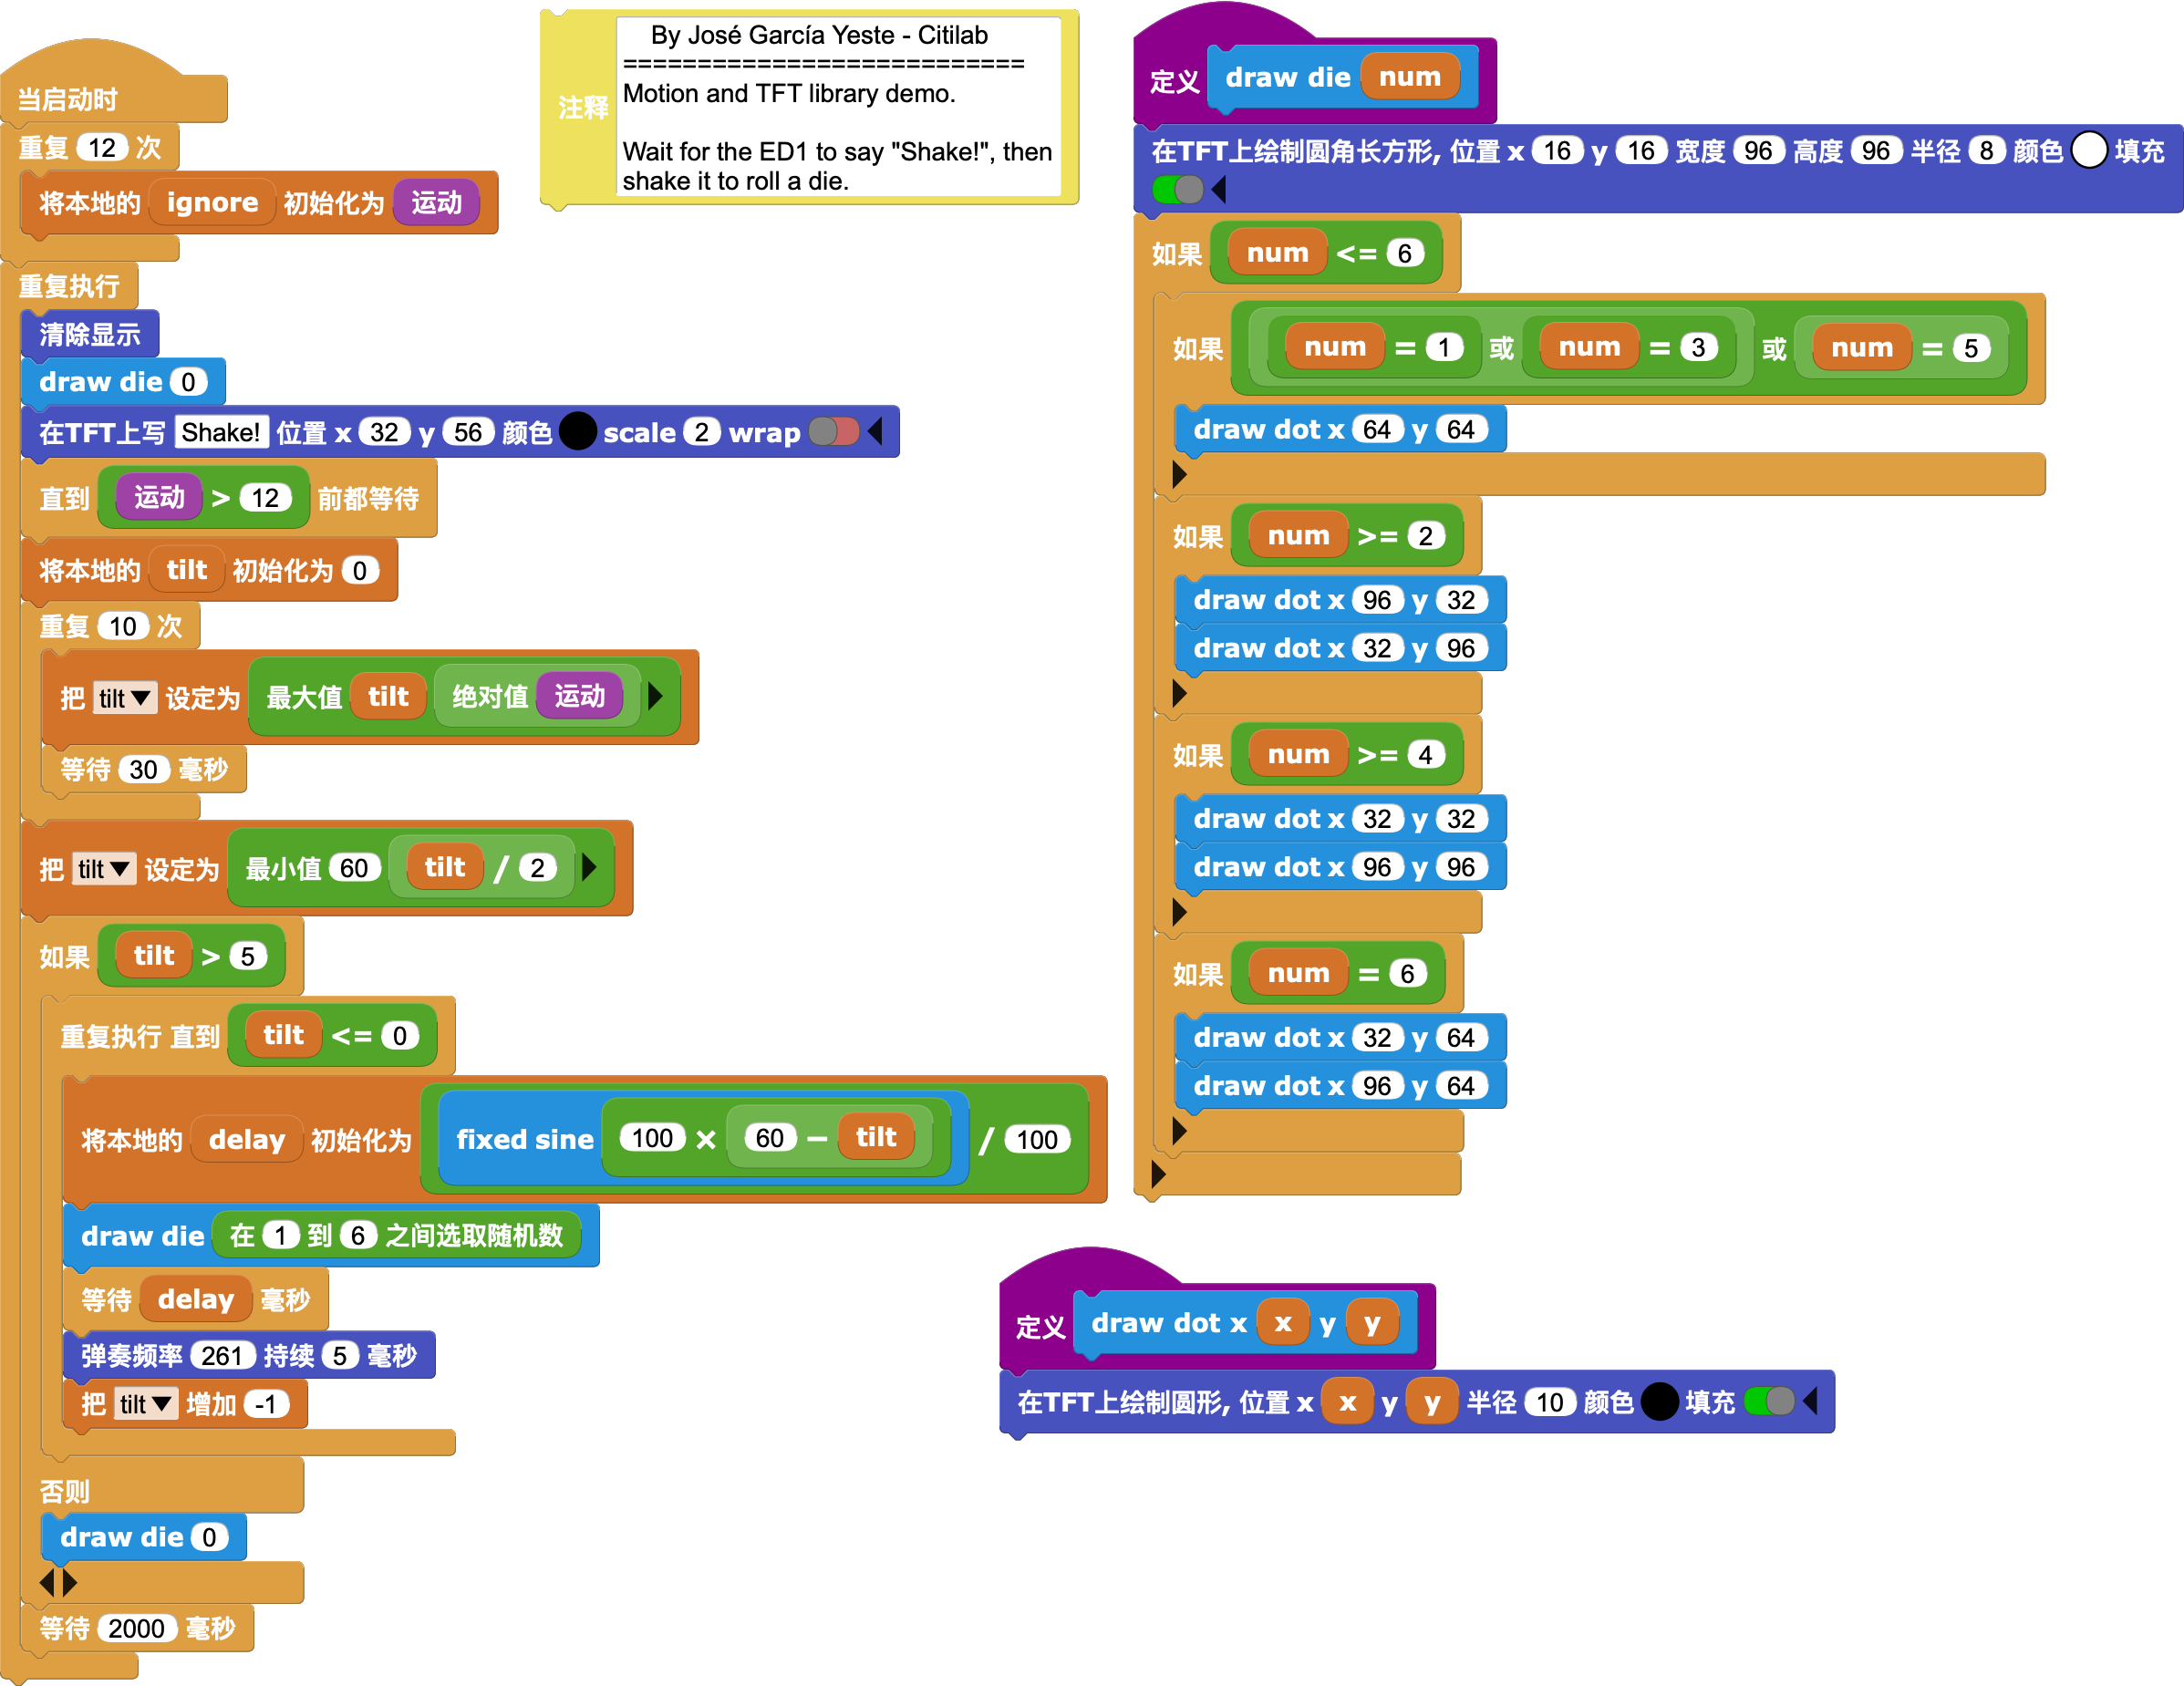 当启动时
重复 12 次
将本地的 ignore 初始化为 运动
重复执行
清除显示
draw die 0
在TFT上写 Shake! 位置 x 32 y 56 颜色 scale 2 wrap
直到 运动 > 12 前都等待
将本地的 tilt 初始化为 0
重复 10 次
把 tilt 设定为 最大值 tilt 绝对值 运动
等待 30 毫秒
把 tilt 设定为 最小值 60 tilt / 2
如果 tilt > 5
重复执行 直到 tilt <= 0
将本地的 delay 初始化为 fixed sine 100 × 60 − tilt / 100
draw die 在 1 到 6 之间选取随机数
等待 delay 毫秒
弹奏频率 261 持续 5 毫秒
把 tilt 增加 -1
否则
draw die 0
等待 2000 毫秒
注释
By José García Yeste - Citilab
===========================
Motion and TFT library demo.
Wait for the ED1 to say "Shake!", then
shake it to roll a die.
定义 draw die num
在TFT上绘制圆角长方形, 位置 x 16 y 16 宽度 96 高度 96 半径 8 颜色 填充
如果 num <= 6
如果 num = 1 或 num = 3 或 num = 5
draw dot x 64 y 64
如果 num >= 2
draw dot x 96 y 32
draw dot x 32 y 96
如果 num >= 4
draw dot x 32 y 32
draw dot x 96 y 96
如果 num = 6
draw dot x 32 y 64
draw dot x 96 y 64
定义 draw dot x x y y
在TFT上绘制圆形, 位置 x x y y 半径 10 颜色 填充